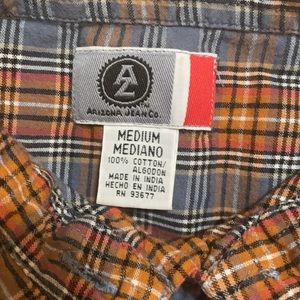 AZ
ARIZONA JEAN CO.
MEDIUM
MEDIANO
100% COTTON/
ALGODON
MADE IN INDIA
HECHO EN INDIA
RN 93677